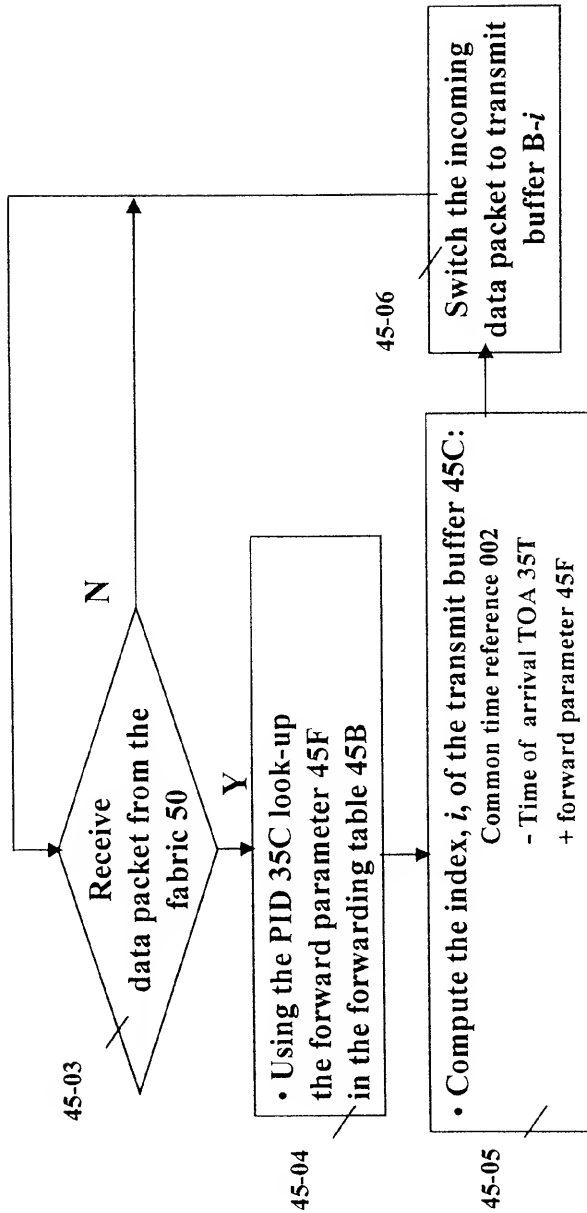 45-03
Receive
data packet from the
fabric 50
N
Y
45-04
• Using the PID 35C look-up
the forward parameter 45F
in the forwarding table 45B
45-05
• Compute the index, i, of the transmit buffer 45C:
Common time reference 002
- Time of arrival TOA 35T
+ forward parameter 45F
45-06
Switch the incoming
data packet to transmit
buffer B-i